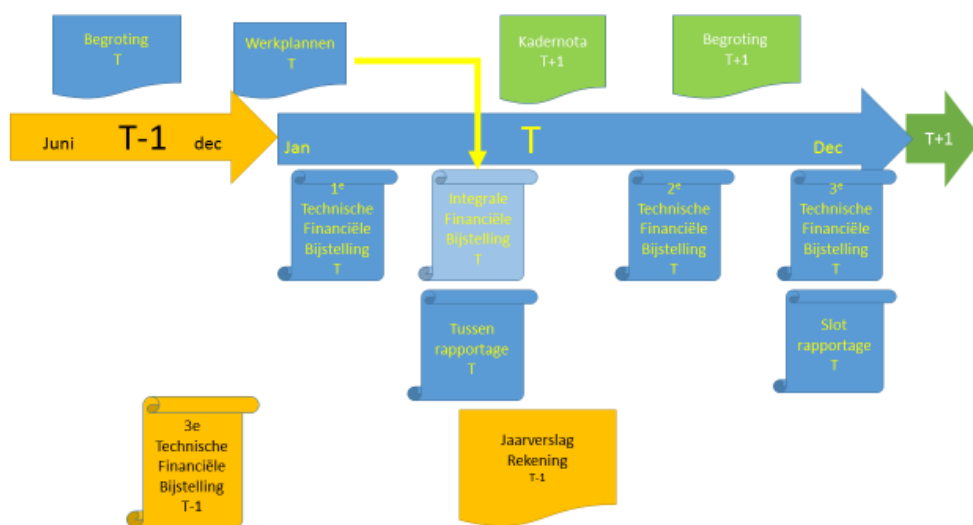 Begroting
T
Werkplannen
T
Kadernota
T+1
Begroting
T+1
Juni T-1 dec
Jan T Dec
T+1
1e
Technische
Financiële
Bijstelling
T
Integrale
Financiële
Bijstelling
T
2e
Technische
Financiële
Bijstelling
T
3e
Technische
Financiële
Bijstelling
T
Tussen
rapportage
T
Slot
rapportage
T
3e
Technische
Financiële
Bijstelling
T-1
Jaarverslag
Rekening
T-1